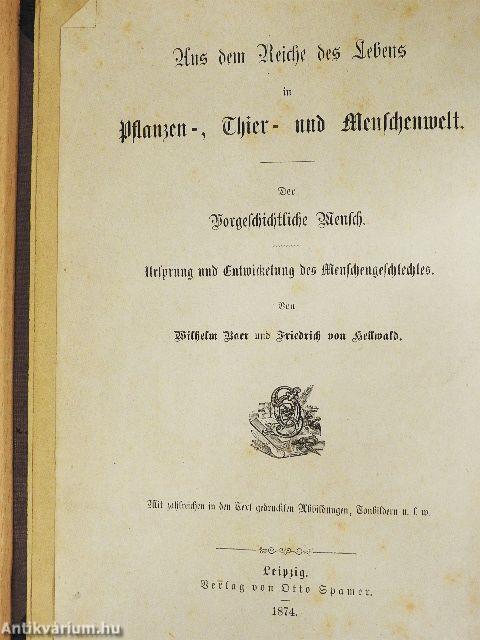 Aus dem Reiche des Lebens
in
Pflanzen-, Thier- und Menschenwelt.
Der
Vorgeschichtliche Mensch.
Ursprung und Entwickelung des Menschengeschlechtes.
Von
Wilhelm Baer und Friedrich von Hellwald.
Mit zahlreichen in den Text gedruckten Abbildungen, Tonbildern u. s. w.
Leipzig.
Verlag von Otto Spamer.
1874.
Antikvárium.hu